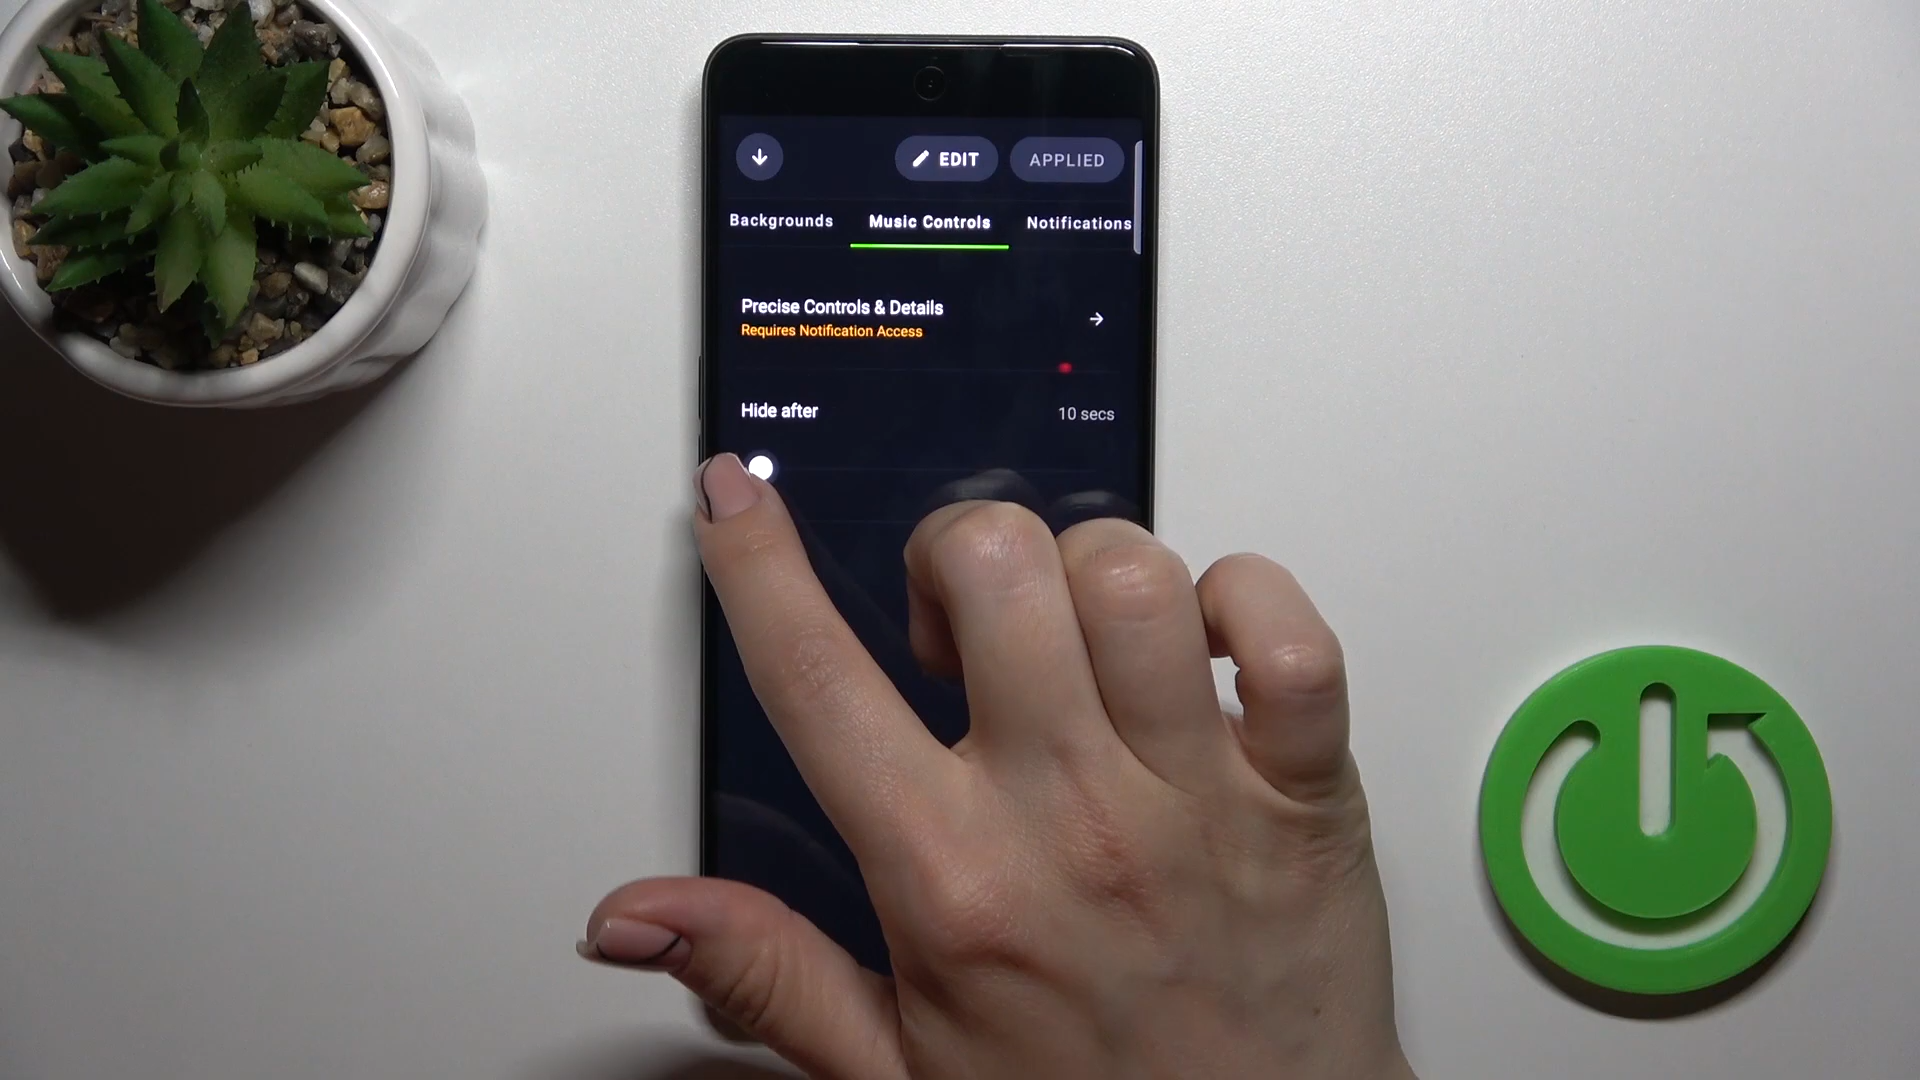 EDIT
APPLIED
Backgrounds
Music Controls
Notifications
Precise Controls & Details
Requires Notification Access
Hide after
10 secs